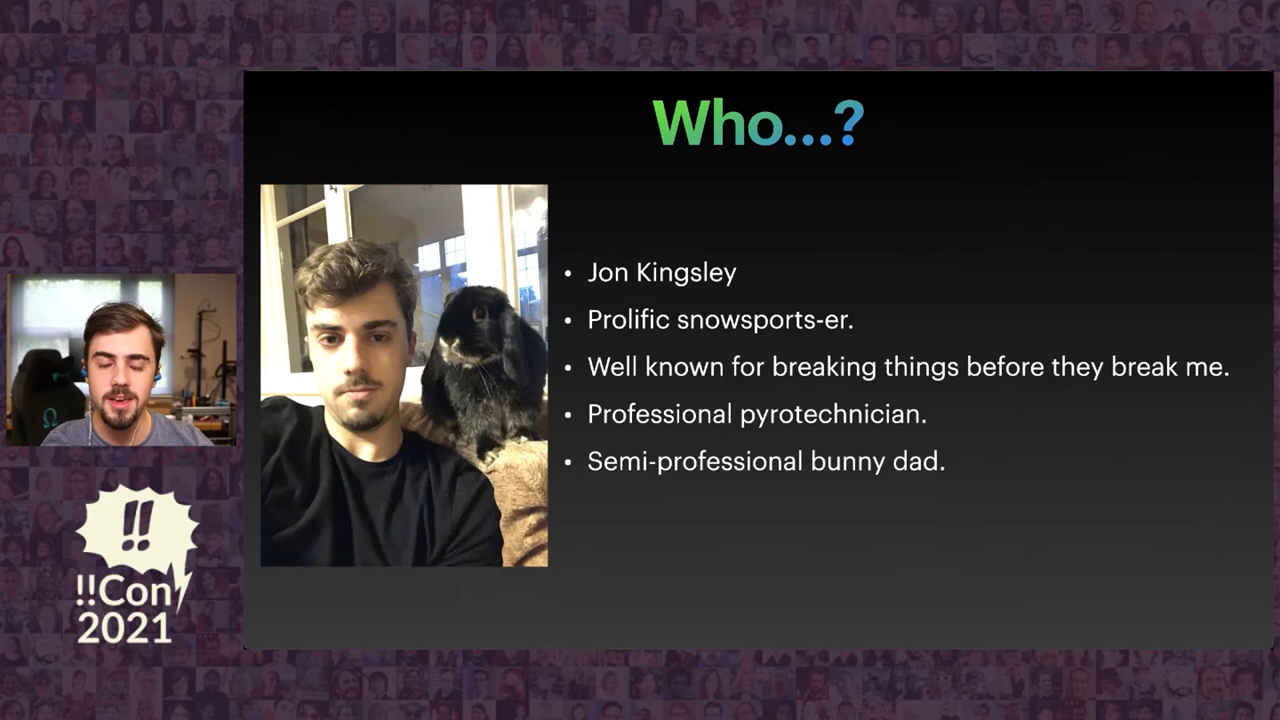 Who...?
• Jon Kingsley
• Prolific snowsports-er.
• Well known for breaking things before they break me.
• Professional pyrotechnician.
• Semi-professional bunny dad.
!!
!!Con
2021